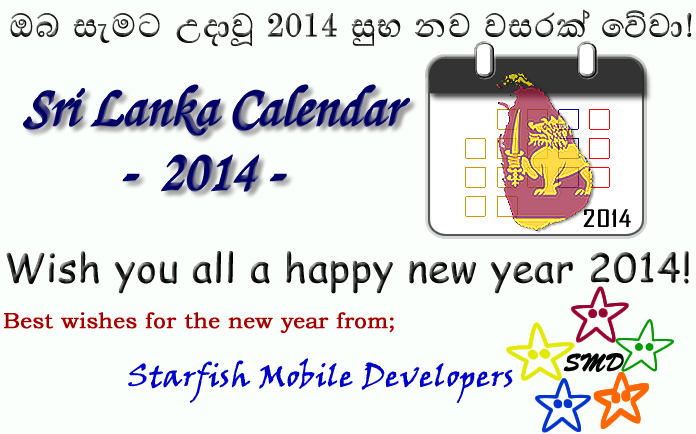 ඔබ සැමට උදාවූ 2014 සුභ නව වසරක් වේවා!
Sri Lanka Calendar
- 2014 -
2014
Wish you all a happy new year 2014!
Best wishes for the new year from;
Starfish Mobile Developers
SMD